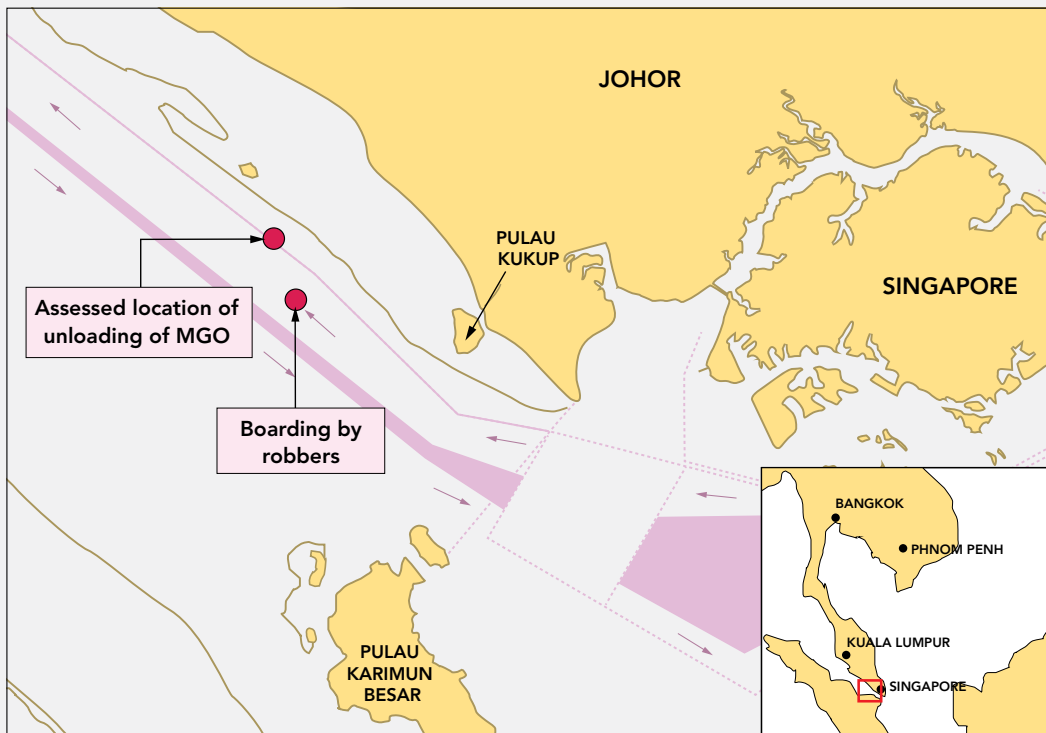 JOHOR
PULAU
KUKUP
SINGAPORE
Assessed location of
unloading of MGO
Boarding by
robbers
PULAU
KARIMUN
BESAR
BANGKOK
PHNOM PENH
KUALA LUMPUR
SINGAPORE